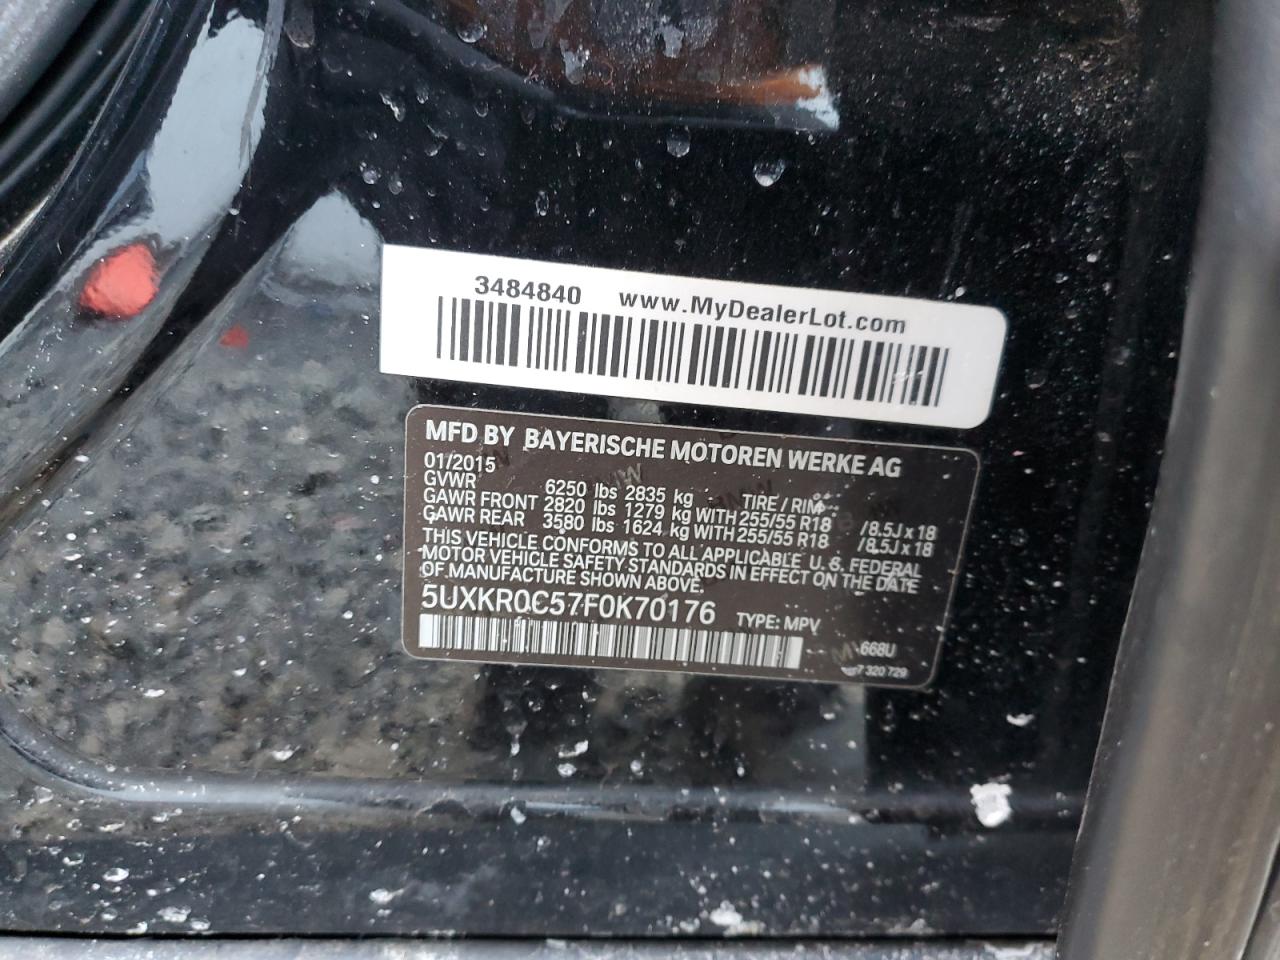 3484840 www.MyDealerLot.com
MFD BY BAYERISCHE MOTOREN WERKE AG
01/2015
GVWR 6250 lbs 2835 kg TIRE / RIM
GAWR FRONT 2820 lbs 1279 kg WITH 255/55 R18 /8.5J x 18
GAWR REAR 3580 lbs 1624 kg WITH 255/55 R18 /8.5J x 18
THIS VEHICLE CONFORMS TO ALL APPLICABLE U.S. FEDERAL
MOTOR VEHICLE SAFETY STANDARDS IN EFFECT ON THE DATE
OF MANUFACTURE SHOWN ABOVE.
5UXKR0C57F0K70176 TYPE: MPV
668U
7 320 729